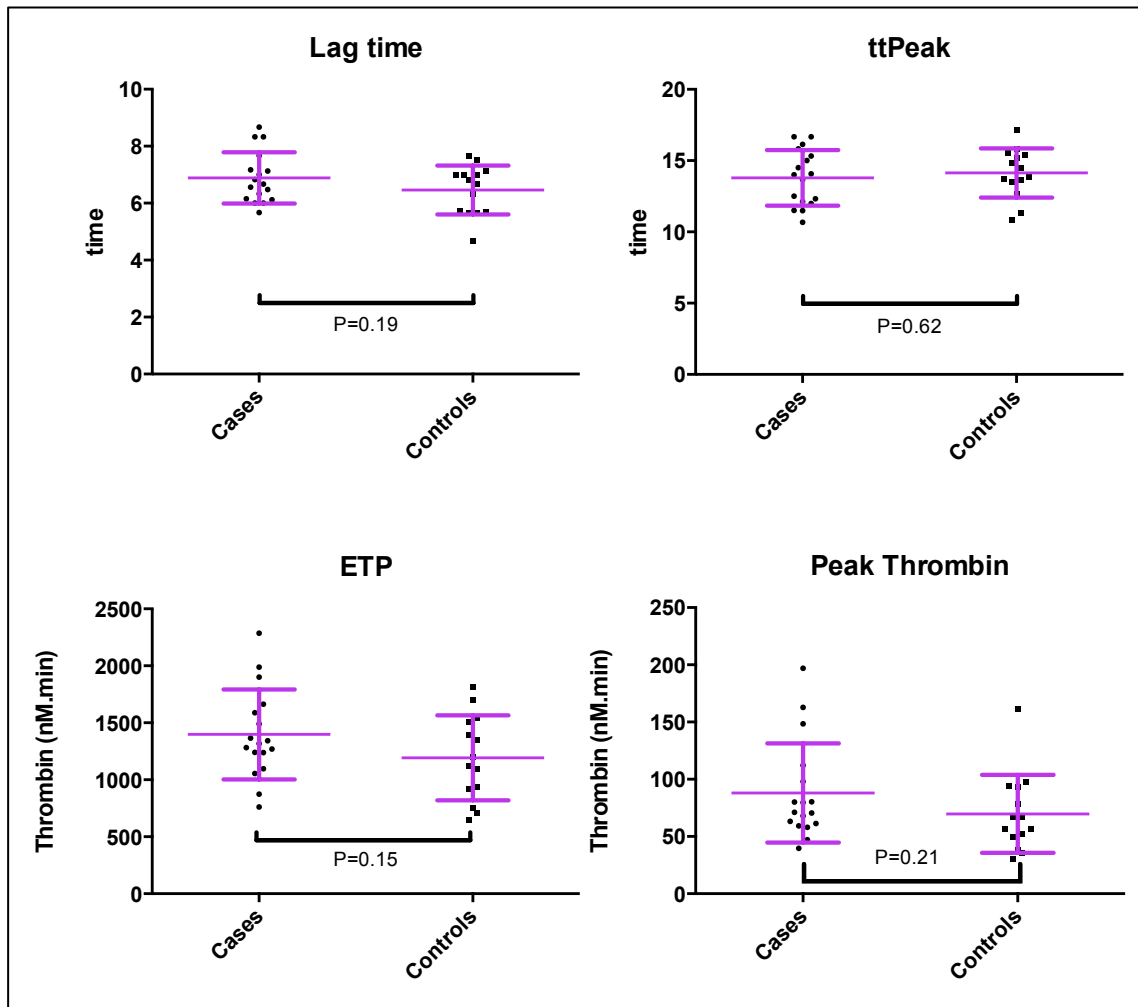 Lag time
10
8
6
4
2
0
time
P=0.19
Cases
Controls
ttPeak
20
15
10
5
0
time
P=0.62
Cases
Controls
ETP
2500
2000
1500
1000
500
0
Thrombin (nM.min)
P=0.15
Cases
Controls
Peak Thrombin
250
200
150
100
50
0
Thrombin (nM.min)
P=0.21
Cases
Controls